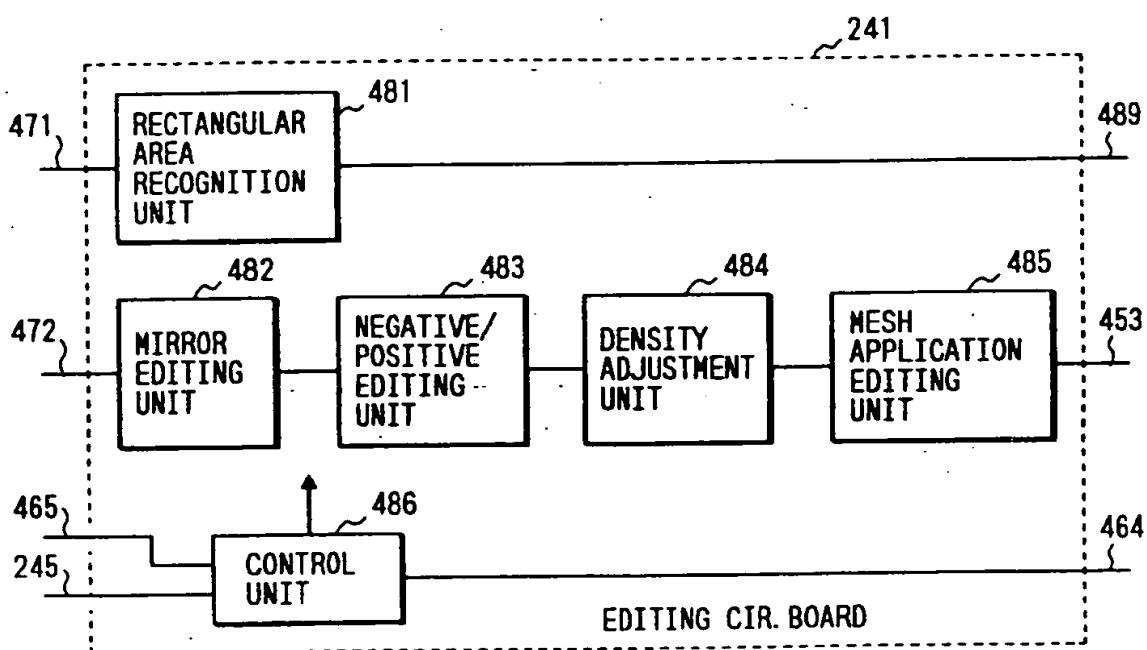 241
471
RECTANGULAR
AREA
RECOGNITION
UNIT
481
489
472
MIRROR
EDITING
UNIT
482
NEGATIVE/
POSITIVE
EDITING
UNIT
483
DENSITY
ADJUSTMENT
UNIT
484
MESH
APPLICATION
EDITING
UNIT
485
453
465
245
CONTROL
UNIT
486
464
EDITING CIR. BOARD